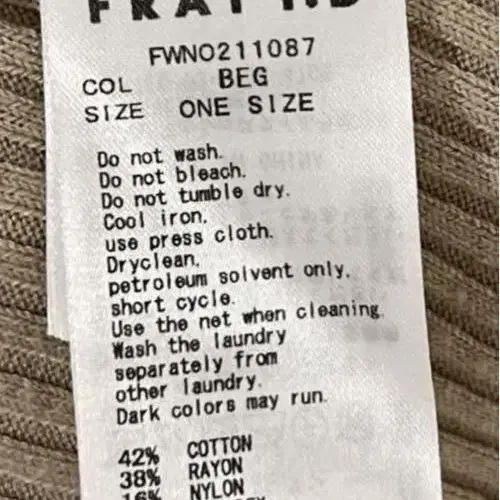 FWNO211087
COL BEG
SIZE ONE SIZE
Do not wash.
Do not bleach.
Do not tumble dry.
Cool iron.
use press cloth.
Dryclean.
petroleum solvent only.
short cycle.
Use the net when cleaning.
Wash the laundry
separately from
other laundry.
Dark colors may run.
42% COTTON
38% RAYON
16% NYLON